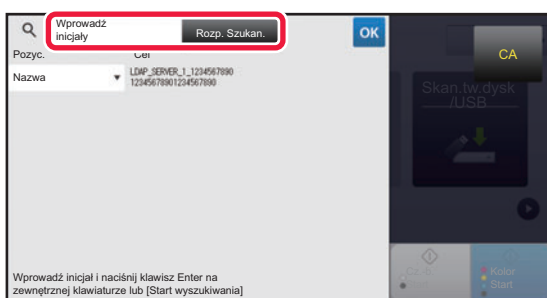 Wprowadź
inicjały
Rozp. Szukan.
OK
CA
Pozyc.
Cel
Nazwa
LDAP_SERVER_1_1234567890
12345678901234567890
Skan.tw.dysk
/USB
Wprowadź inicjał i naciśnij klawisz Enter na
zewnętrznej klawiaturze lub [Start wyszukiwania]
Kolor
Start